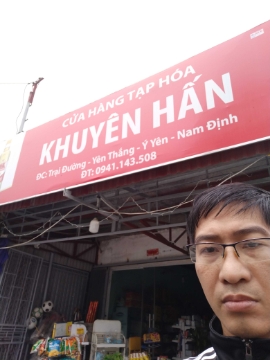 CỬA HÀNG TẠP HÓA
KHUYÊN HẤN
ĐC: Trại Đường - Yên Thắng - Ý Yên - Nam Định
ĐT: 0941.143.508